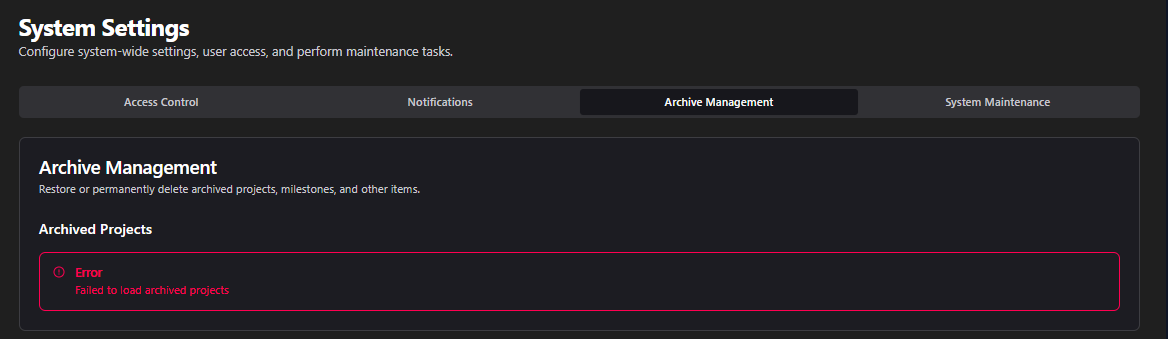 System Settings
Configure system-wide settings, user access, and perform maintenance tasks.
Access Control
Notifications
Archive Management
System Maintenance
Archive Management
Restore or permanently delete archived projects, milestones, and other items.
Archived Projects
Error
Failed to load archived projects